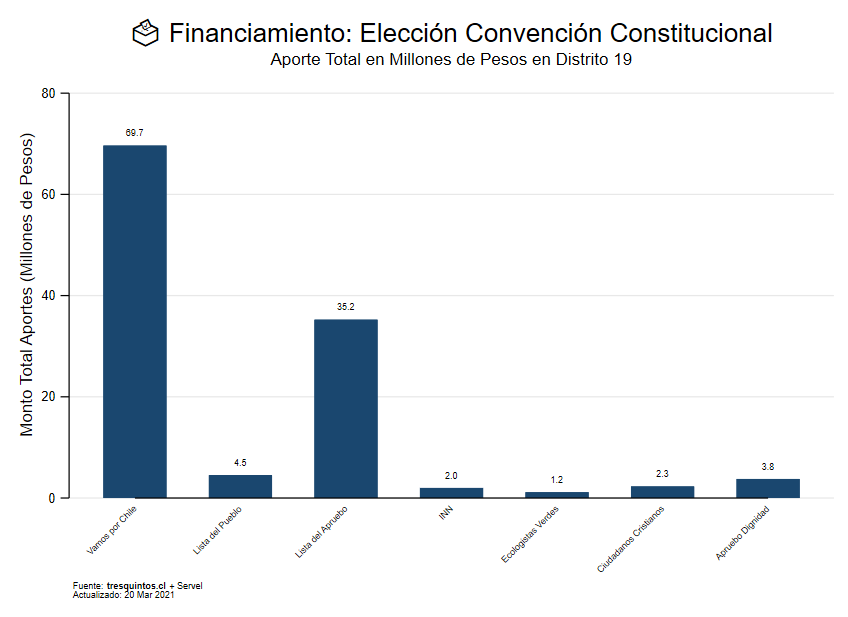 Financiamiento: Elección Convención Constitucional
Aporte Total en Millones de Pesos en Distrito 19
Monto Total Aportes (Millones de Pesos)
80
60
40
20
0
69.7
4.5
35.2
2.0
1.2
2.3
3.8
Vamos por Chile
Lista del Pueblo
Lista del Apruebo
INN
Ecologistas Verdes
Ciudadanos Cristianos
Apruebo Dignidad
Fuente: tresquintos.cl + Servel
Actualizado: 20 Mar 2021